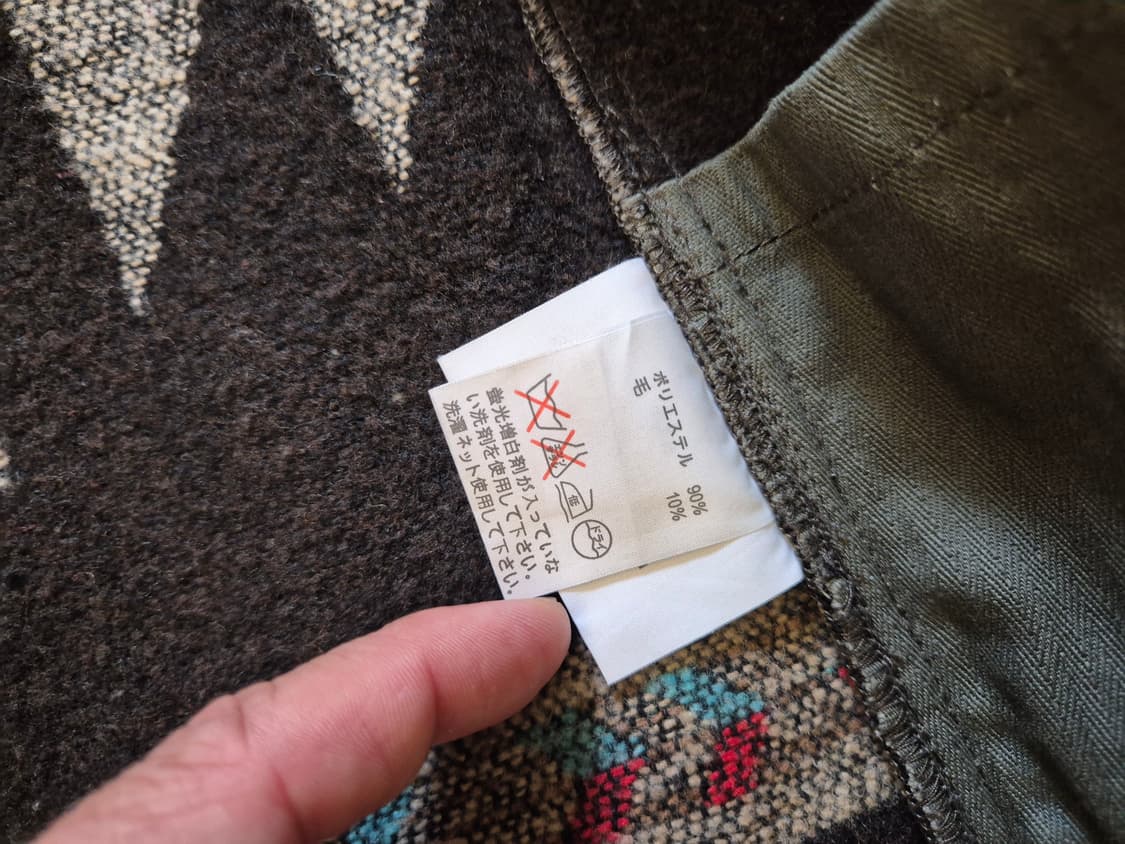 ポリエステル 90%
毛 10%
低 ドライ
蛍光増白剤が入っていな
い洗剤を使用して下さい。
洗濯ネット使用して下さい。